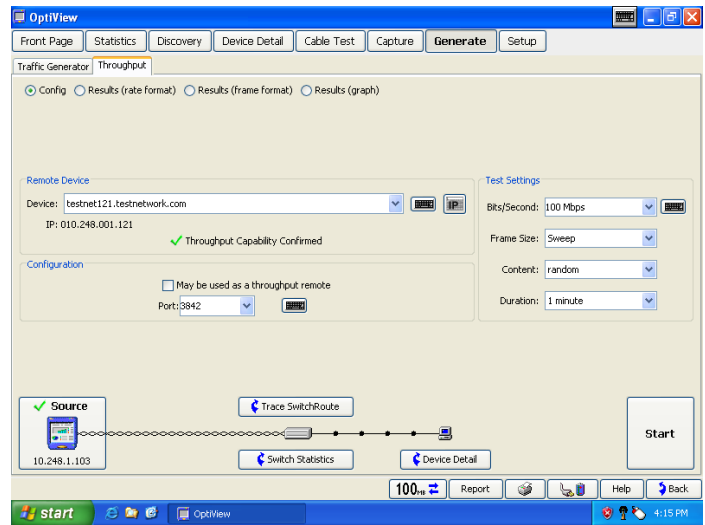 OptiView
Front Page Statistics Discovery Device Detail Cable Test Capture Generate Setup
Traffic Generator Throughput
Config Results (rate format) Results (frame format) Results (graph)
Remote Device
Device: testnet121.testnetwork.com IP
IP: 010.248.001.121
Throughput Capability Confirmed
Configuration
May be used as a throughput remote
Port: 3842
Test Settings
Bits/Second: 100 Mbps
Frame Size: Sweep
Content: random
Duration: 1 minute
Source
10.248.1.103
Trace SwitchRoute
Switch Statistics
Device Detail
Start
100 Report Help Back
start OptiView 4:15 PM